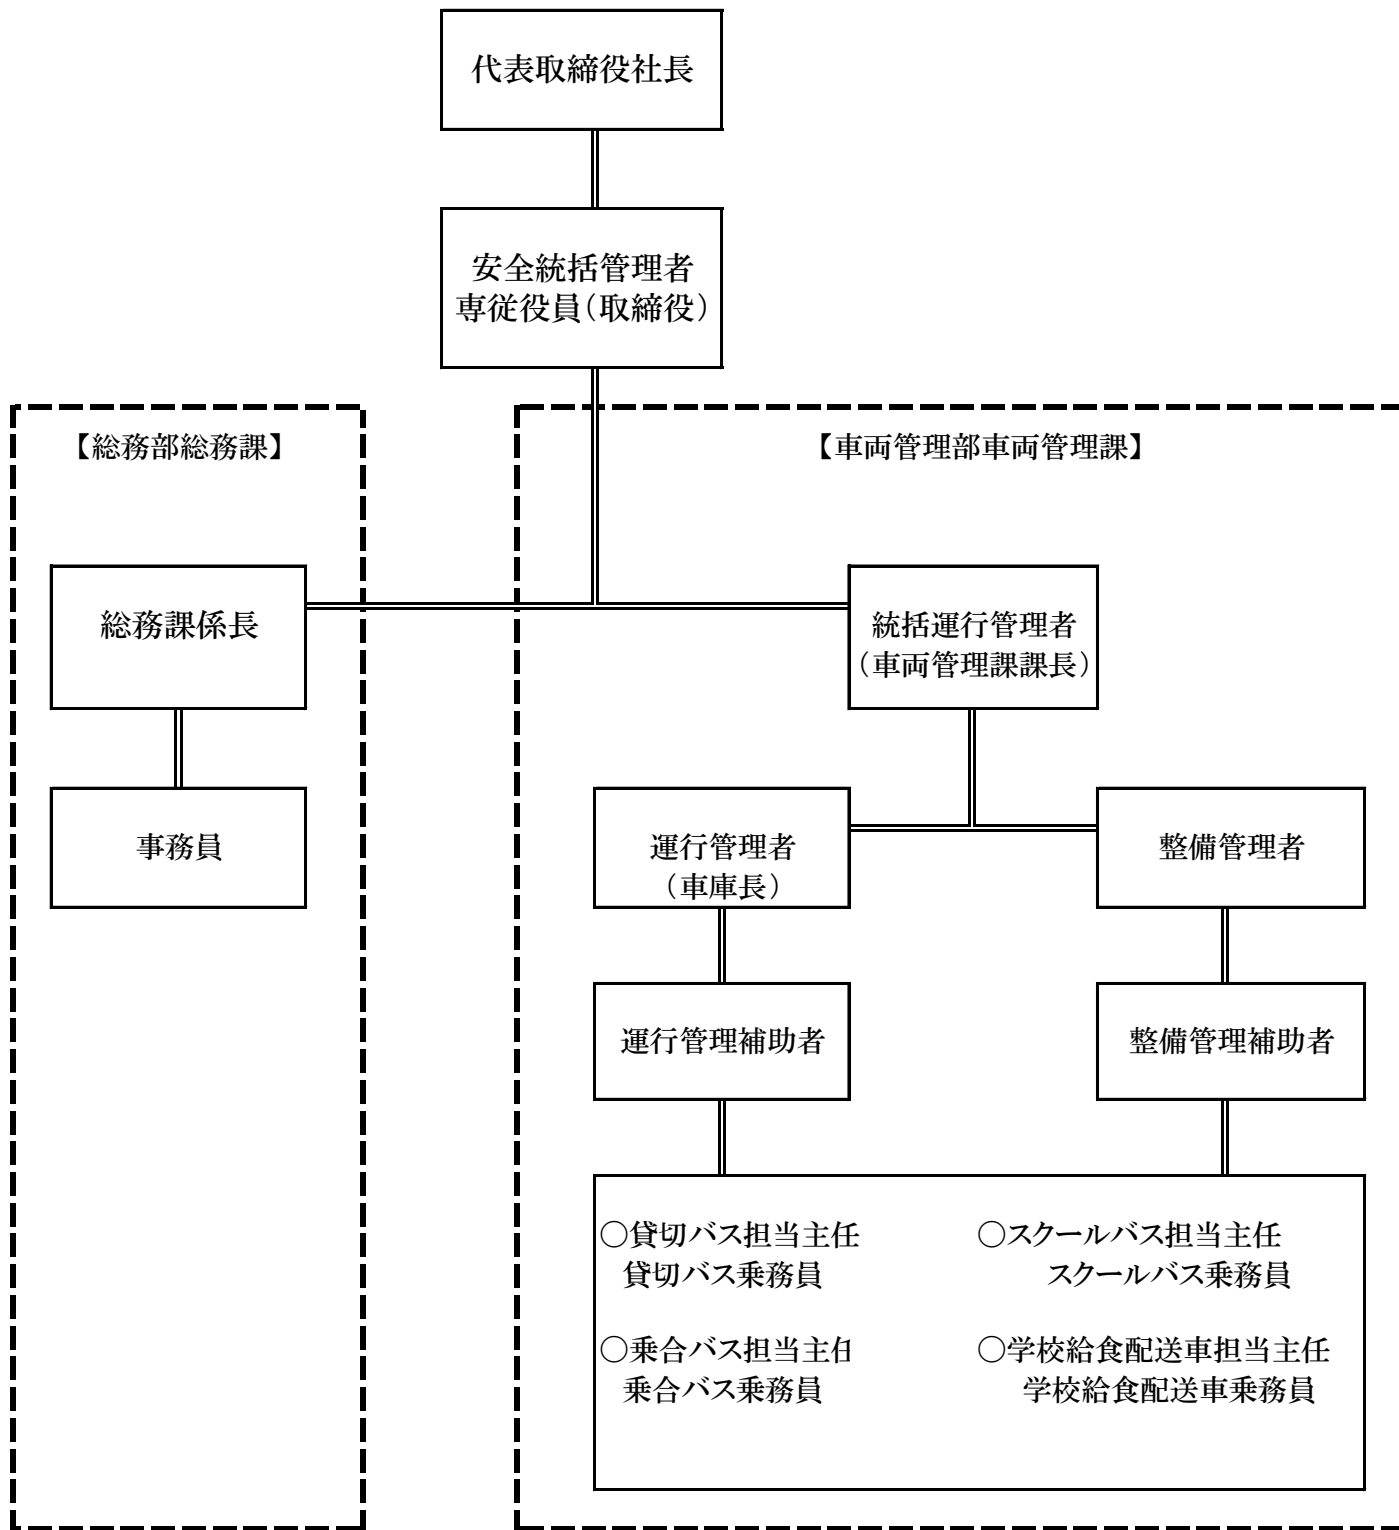 代表取締役社長
安全統括管理者
専従役員（取締役）
【総務部総務課】
【車両管理部車両管理課】
総務課係長
統括運行管理者
（車両管理課課長）
事務員
運行管理者
（車庫長）
整備管理者
運行管理補助者
整備管理補助者
〇貸切バス担当主任
貸切バス乗務員
〇スクールバス担当主任
スクールバス乗務員
〇乗合バス担当主任
乗合バス乗務員
〇学校給食配送車担当主任
学校給食配送車乗務員